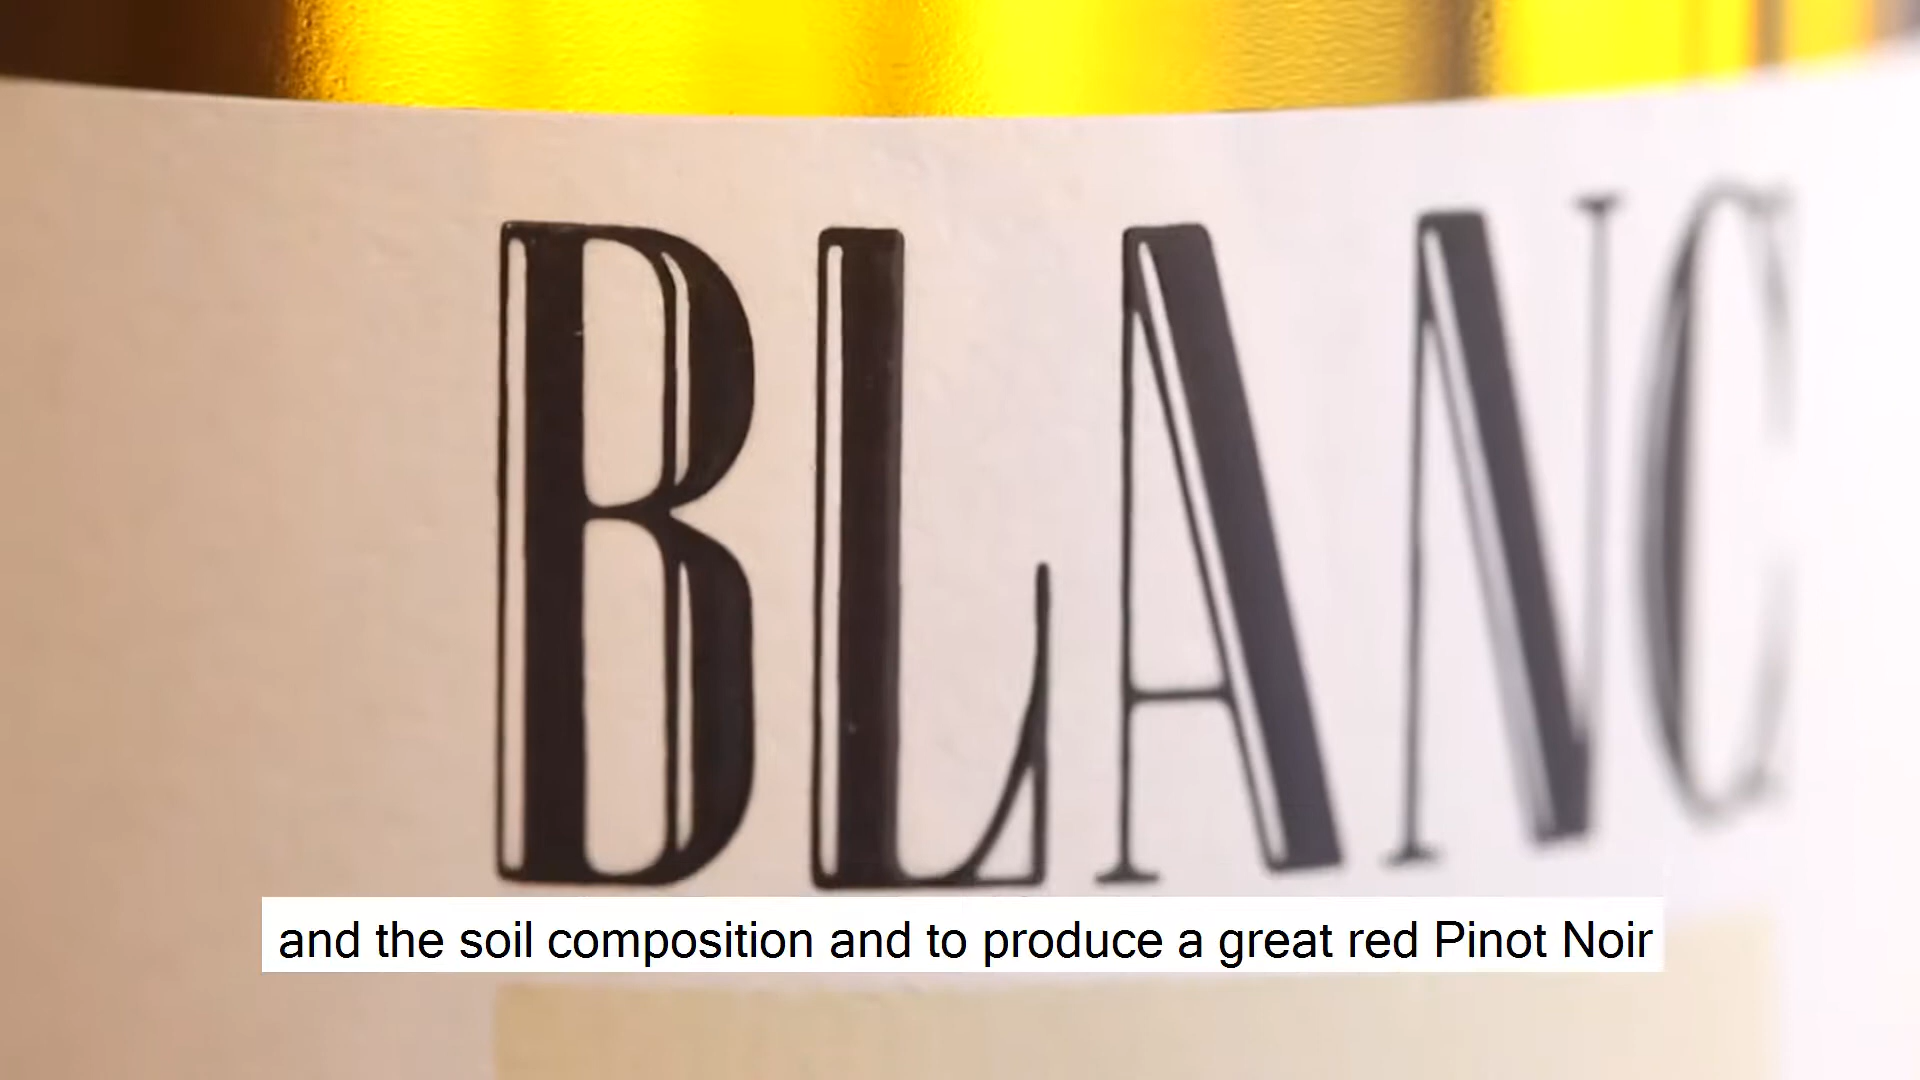 BLANC
and the soil composition and to produce a great red Pinot Noir